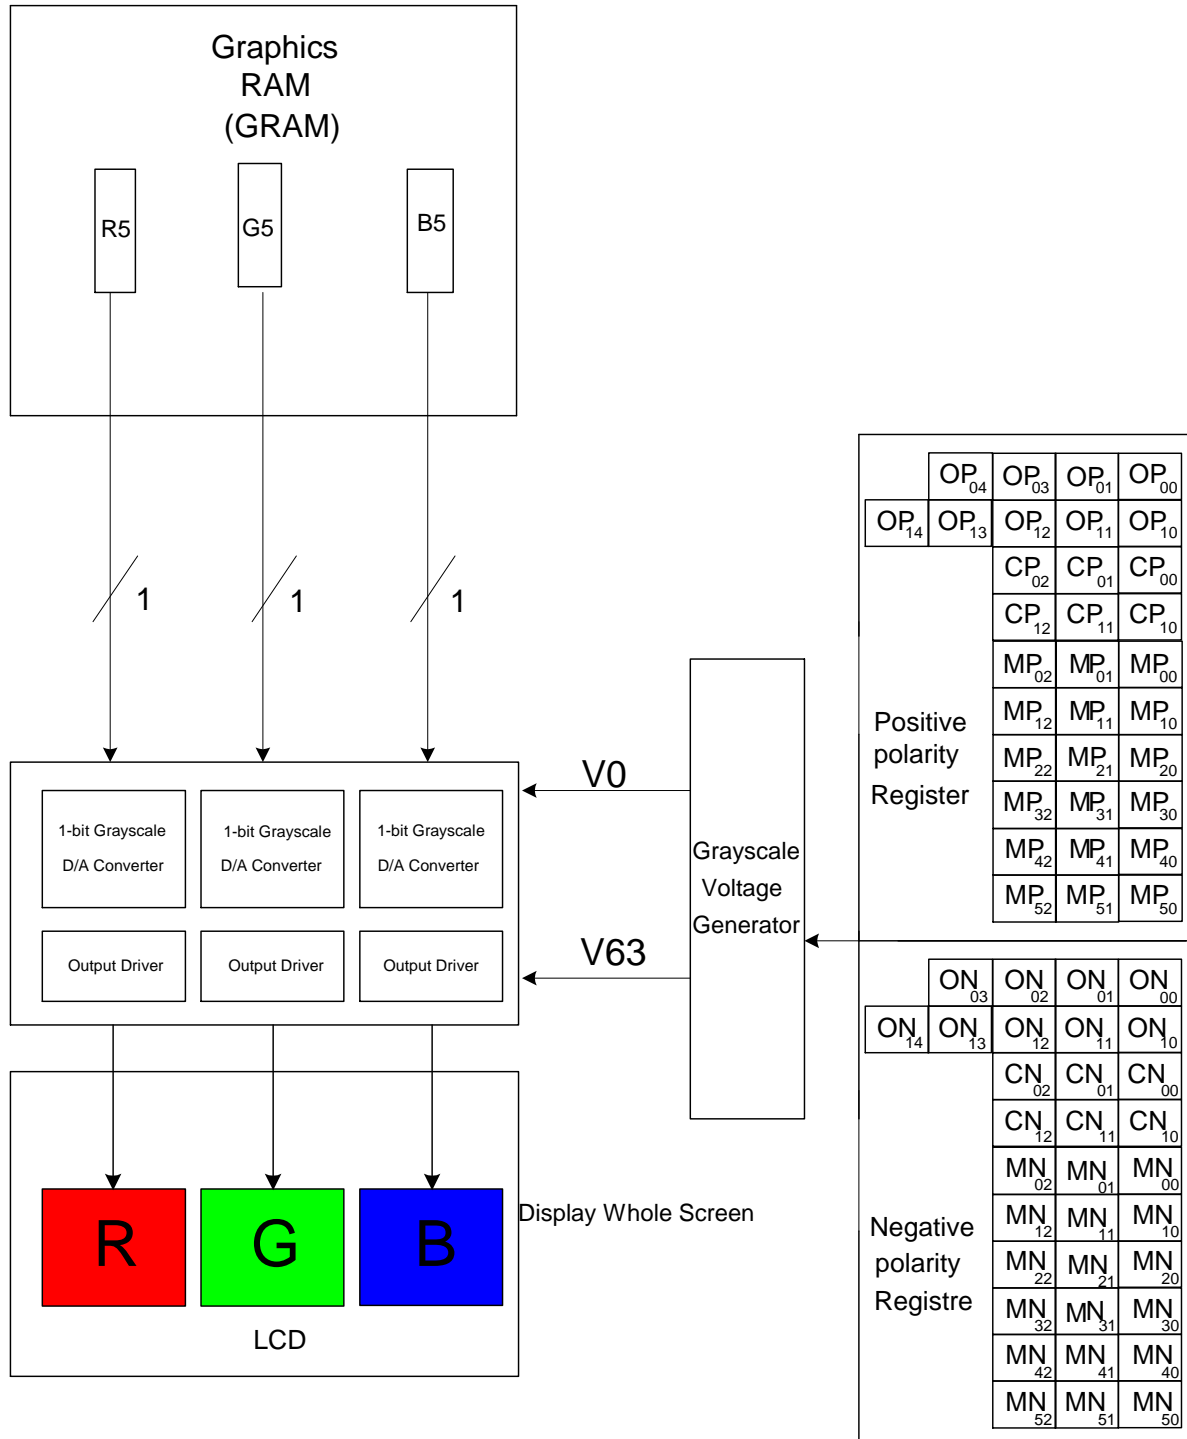 Graphics
RAM
(GRAM)
R5 G5 B5
1 1 1
1-bit Grayscale
D/A Converter
1-bit Grayscale
D/A Converter
1-bit Grayscale
D/A Converter
Output Driver Output Driver Output Driver
V0
V63
Grayscale
Voltage
Generator
R G B
LCD
Display Whole Screen
OP04 OP03 OP01 OP00
OP14 OP13 OP12 OP11 OP10
CP02 CP01 CP00
CP12 CP11 CP10
MP02 MP01 MP00
MP12 MP11 MP10
MP22 MP21 MP20
MP32 MP31 MP30
MP42 MP41 MP40
MP52 MP51 MP50
Positive
polarity
Register
ON03 ON02 ON01 ON00
ON14 ON13 ON12 ON11 ON10
CN02 CN01 CN00
CN12 CN11 CN10
MN02 MN01 MN00
MN12 MN11 MN10
MN22 MN21 MN20
MN32 MN31 MN30
MN42 MN41 MN40
MN52 MN51 MN50
Negative
polarity
Registre